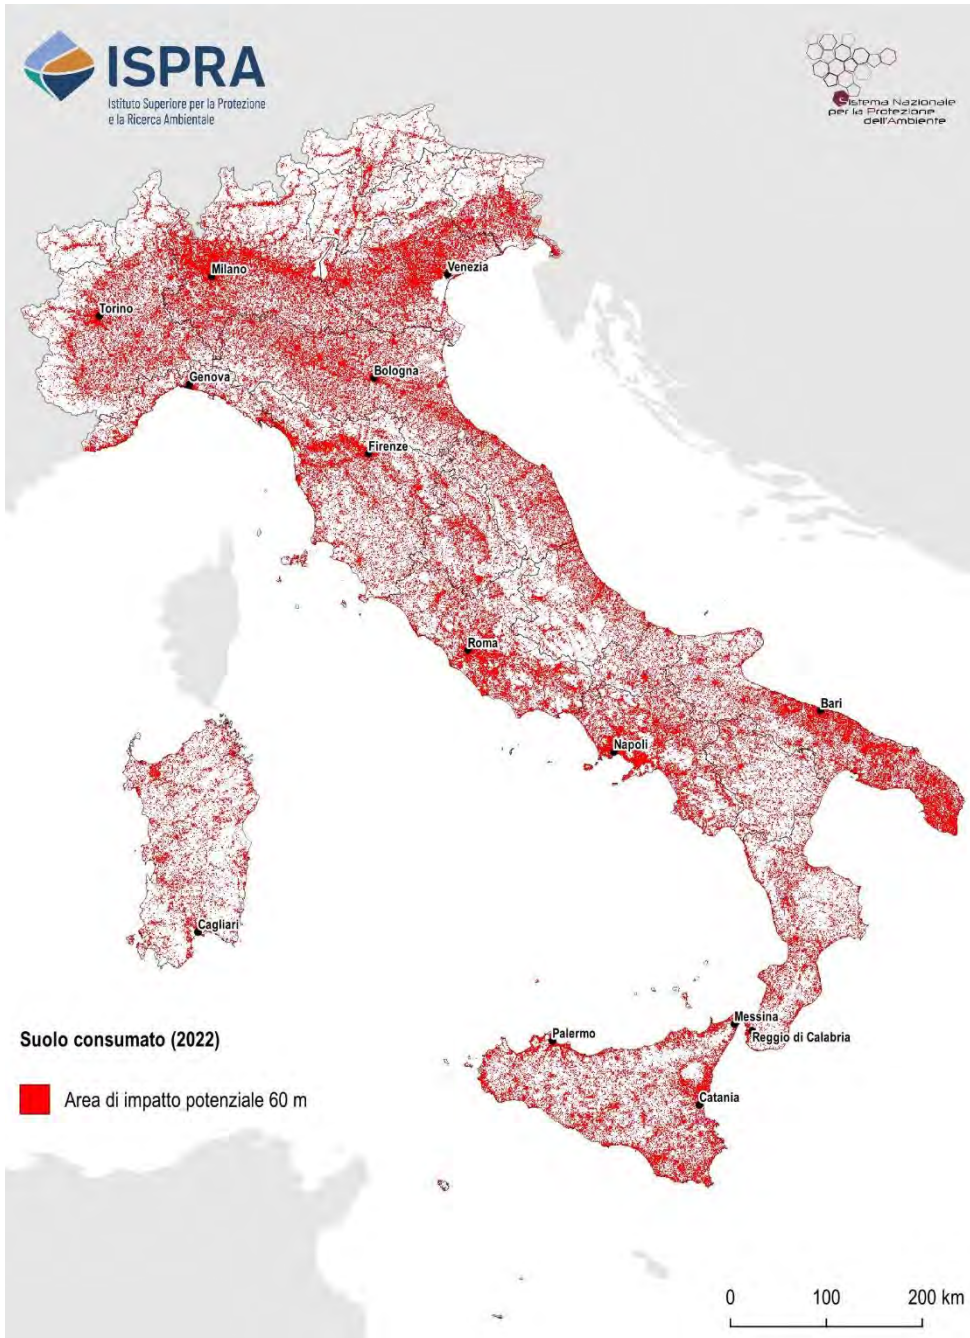 ISPRA
Istituto Superiore per la Protezione
e la Ricerca Ambientale
Sistema Nazionale
per la Protezione
dell'Ambiente
Milano
Venezia
Torino
Genova
Bologna
Firenze
Roma
Bari
Napoli
Cagliari
Messina
Palermo
Reggio di Calabria
Catania
Suolo consumato (2022)
Area di impatto potenziale 60 m
0 100 200 km